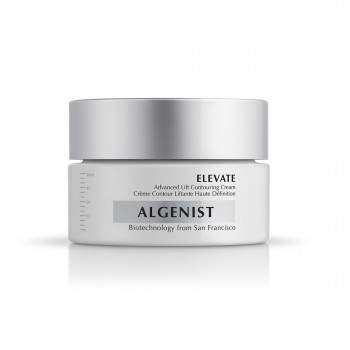 ELEVATE
Advanced Lift Contouring Cream
Crème Contour Liftante Haute Définition
ALGENIST
Biotechnology from San Francisco